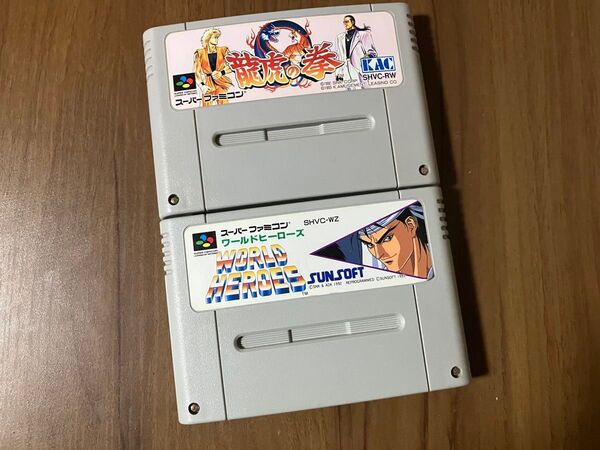 龍虎の拳
スーパーファミコン
KAC
SHVC-RW
スーパーファミコン
SHVC-WZ
ワールドヒーローズ
WORLD
HEROES
TM
SUNSOFT